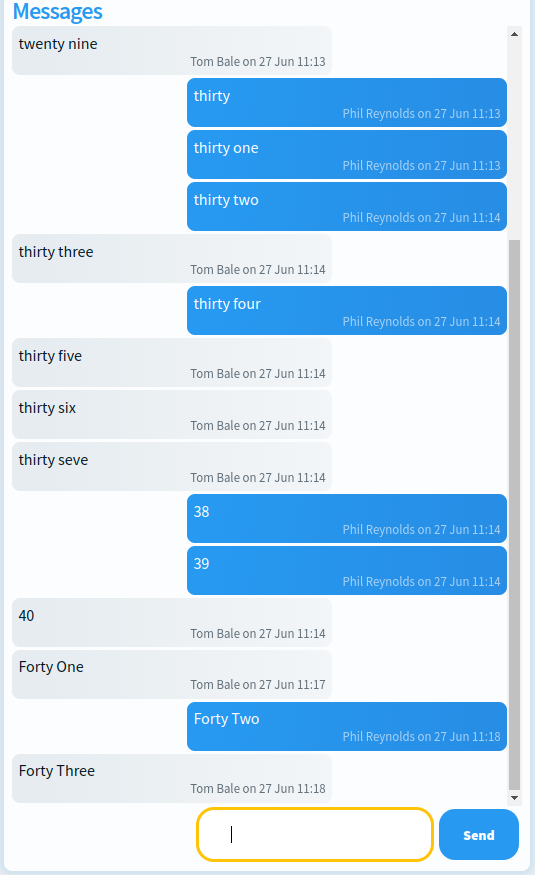 Messages
twenty nine
Tom Bale on 27 Jun 11:13
thirty
Phil Reynolds on 27 Jun 11:13
thirty one
Phil Reynolds on 27 Jun 11:13
thirty two
Phil Reynolds on 27 Jun 11:14
thirty three
Tom Bale on 27 Jun 11:14
thirty four
Phil Reynolds on 27 Jun 11:14
thirty five
Tom Bale on 27 Jun 11:14
thirty six
Tom Bale on 27 Jun 11:14
thirty seve
Tom Bale on 27 Jun 11:14
38
Phil Reynolds on 27 Jun 11:14
39
Phil Reynolds on 27 Jun 11:14
40
Tom Bale on 27 Jun 11:14
Forty One
Tom Bale on 27 Jun 11:17
Forty Two
Phil Reynolds on 27 Jun 11:18
Forty Three
Tom Bale on 27 Jun 11:18
Send